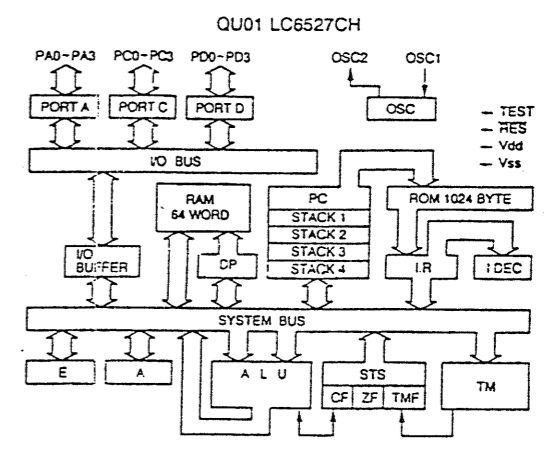 QU01 LC6527CH
PA0~PA3 PC0~PC3 PD0~PD3 OSC2 OSC1
PORT A PORT C PORT D OSC
TEST
RES
Vdd
Vss
I/O BUS
RAM
64 WORD
PC
STACK 1
STACK 2
STACK 3
STACK 4
ROM 1024 BYTE
I/O
BUFFER
DP
I.R
I DEC
SYSTEM BUS
E A A L U STS TM
CF ZF TMF